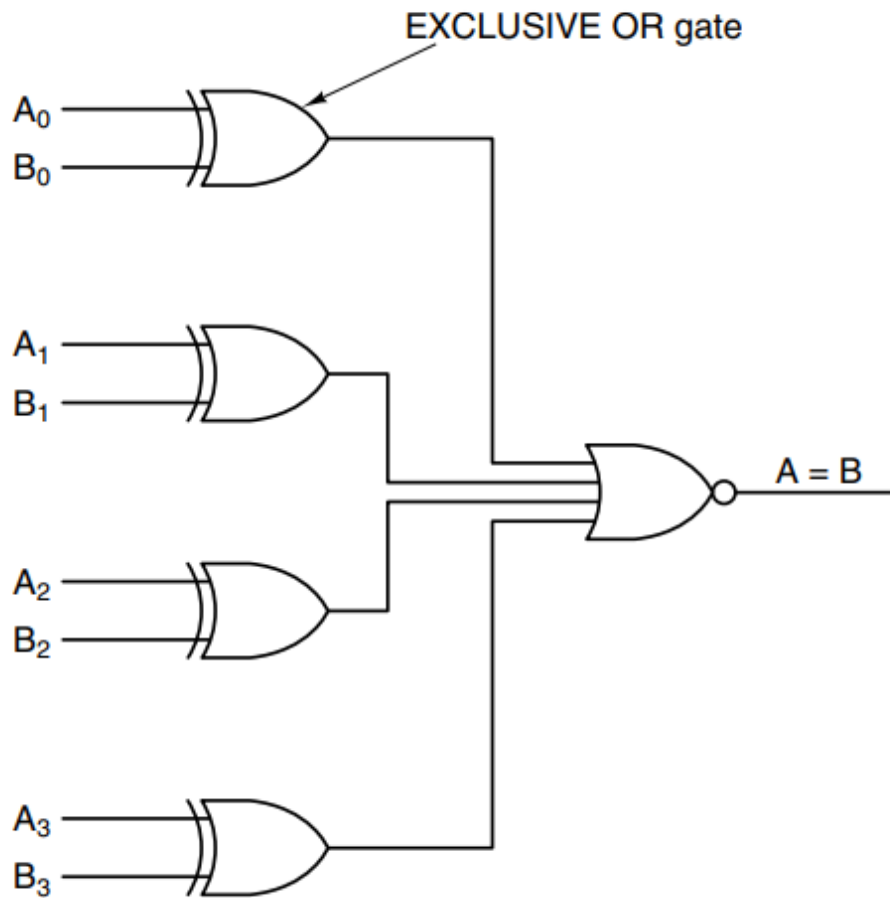 EXCLUSIVE OR gate
A₀
B₀
A₁
B₁
A = B
A₂
B₂
A₃
B₃